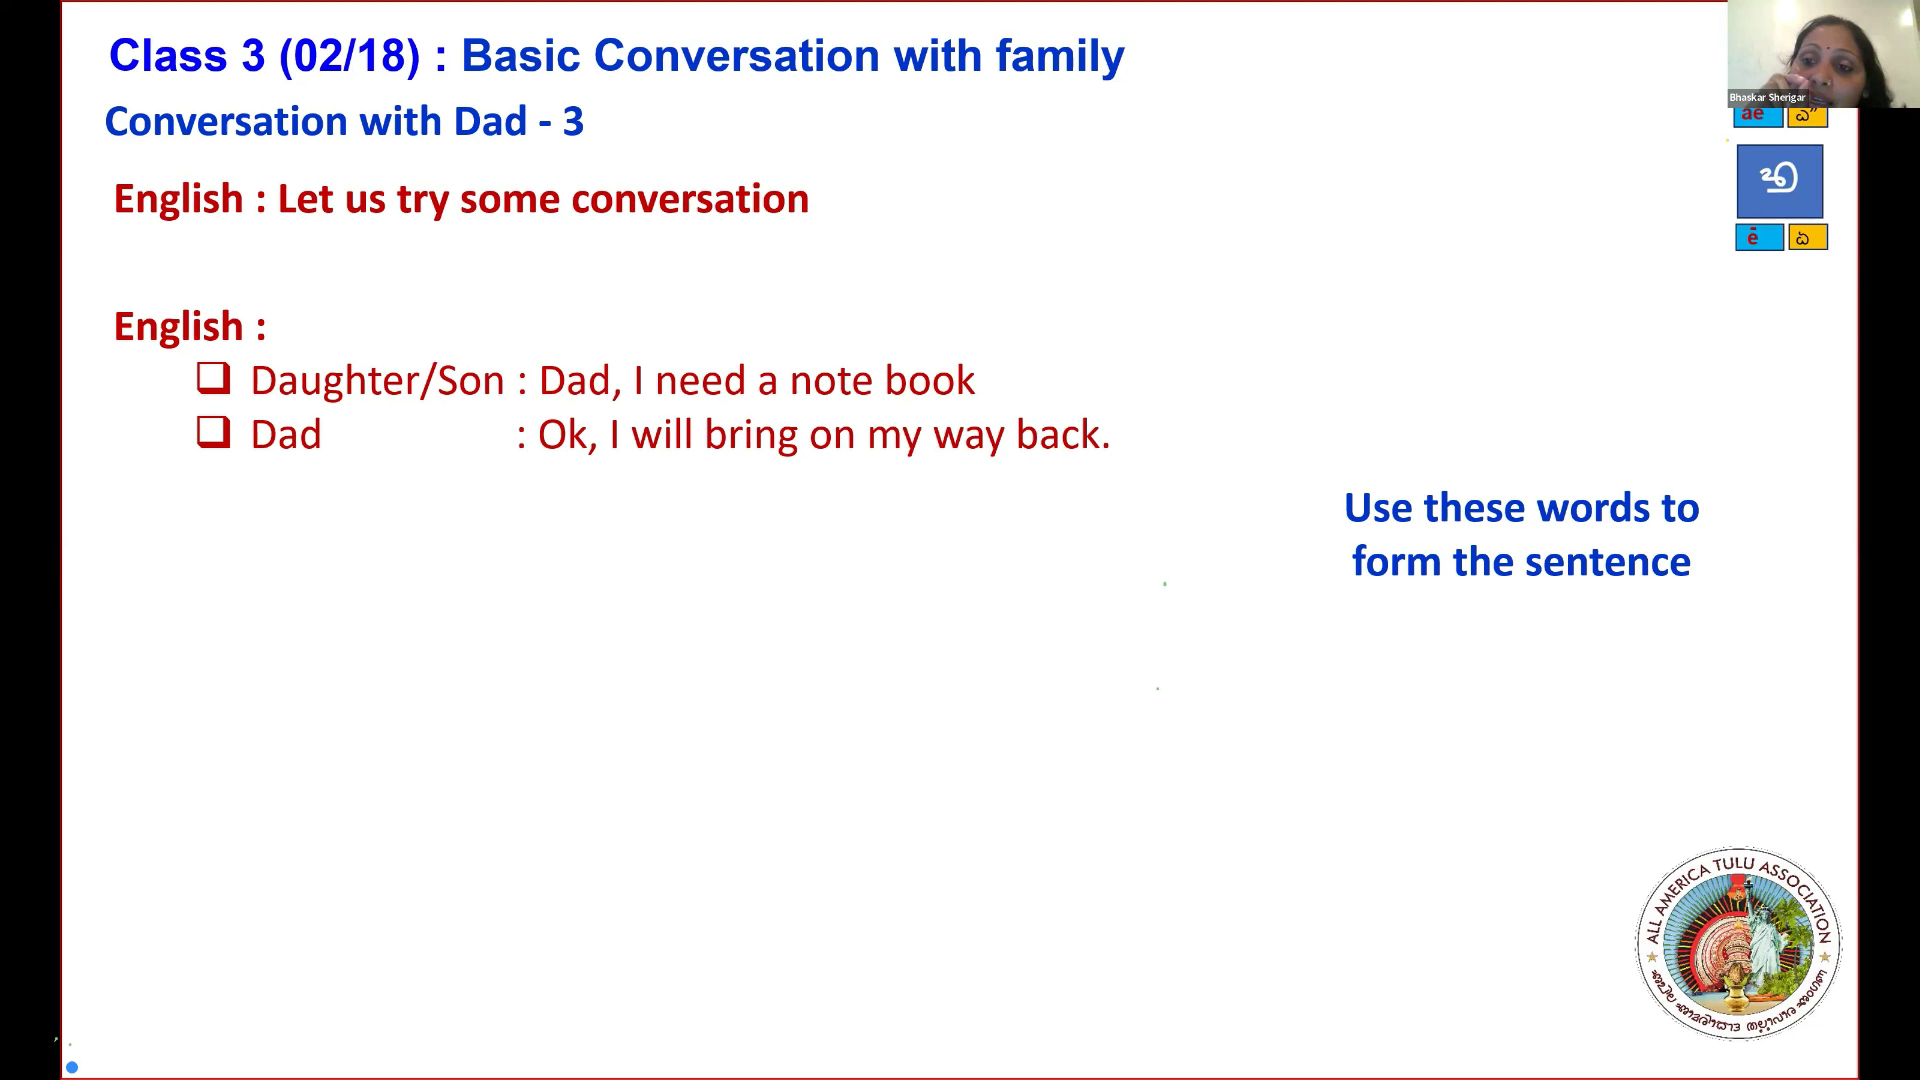 Class 3 (02/18) : Basic Conversation with family
Bhaskar Sherigar
Conversation with Dad - 3
ae
English : Let us try some conversation
ē ಏ
English :
❑ Daughter/Son : Dad, I need a note book
❑ Dad : Ok, I will bring on my way back.
Use these words to
form the sentence
ALL AMERICA TULU ASSOCIATION